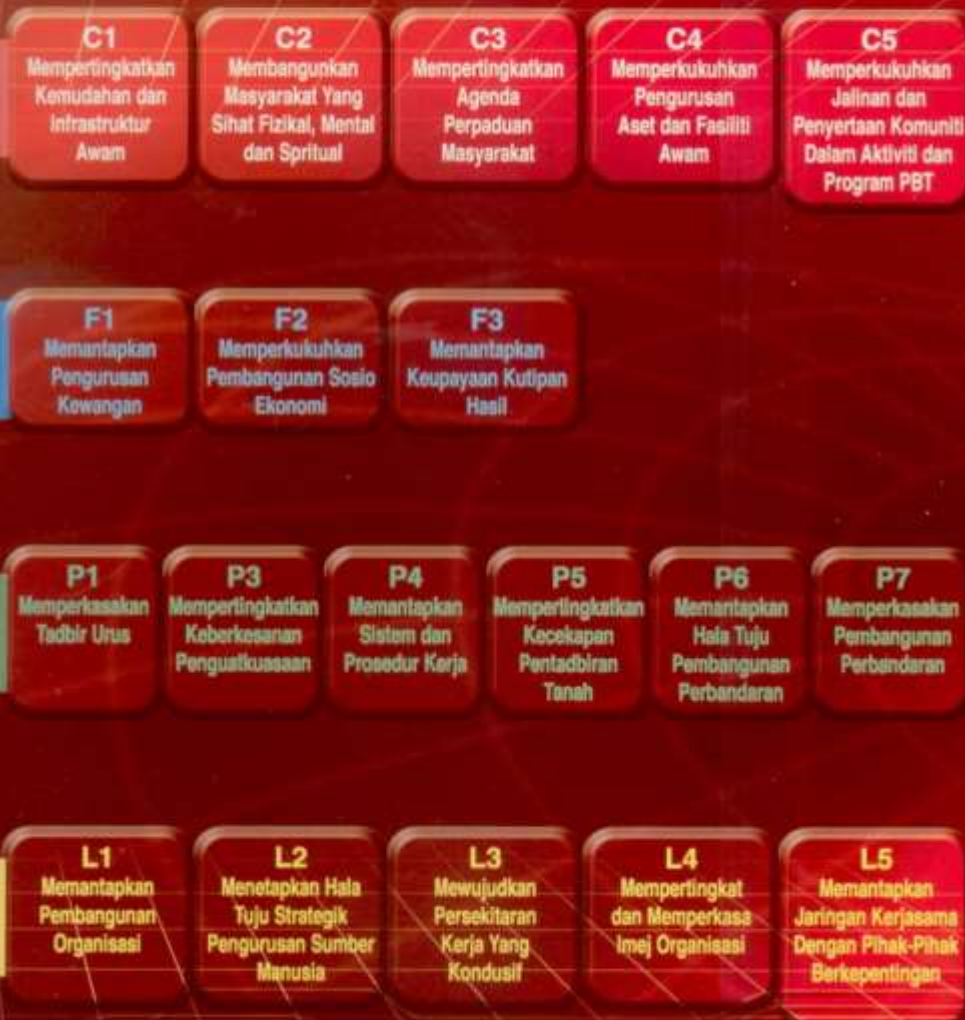 C1
Mempertingkatkan
Kemudahan dan
Infrastruktur
Awam
C2
Membangunkan
Masyarakat Yang
Sihat Fizikal, Mental
dan Spritual
C3
Mempertingkatkan
Agenda
Perpaduan
Masyarakat
C4
Memperkukuhkan
Pengurusan
Aset dan Fasiliti
Awam
C5
Memperkukuhkan
Jalinan dan
Penyertaan Komuniti
Dalam Aktiviti dan
Program PBT
F1
Memantapkan
Pengurusan
Kewangan
F2
Memperkukuhkan
Pembangunan Sosio
Ekonomi
F3
Memantapkan
Keupayaan Kutipan
Hasil
P1
Memperkasakan
Tadbir Urus
P3
Mempertingkatkan
Keberkesanan
Penguatkuasaan
P4
Memantapkan
Sistem dan
Prosedur Kerja
P5
Mempertingkatkan
Kecekapan
Pentadbiran
Tanah
P6
Memantapkan
Hala Tuju
Pembangunan
Perbandaran
P7
Memperkasakan
Pembangunan
Perbandaran
L1
Memantapkan
Pembangunan
Organisasi
L2
Menetapkan Hala
Tuju Strategik
Pengurusan Sumber
Manusia
L3
Mewujudkan
Persekitaran
Kerja Yang
Kondusif
L4
Mempertingkat
dan Memperkasa
Imej Organisasi
L5
Memantapkan
Jaringan Kerjasama
Dengan Pihak-Pihak
Berkepentingan